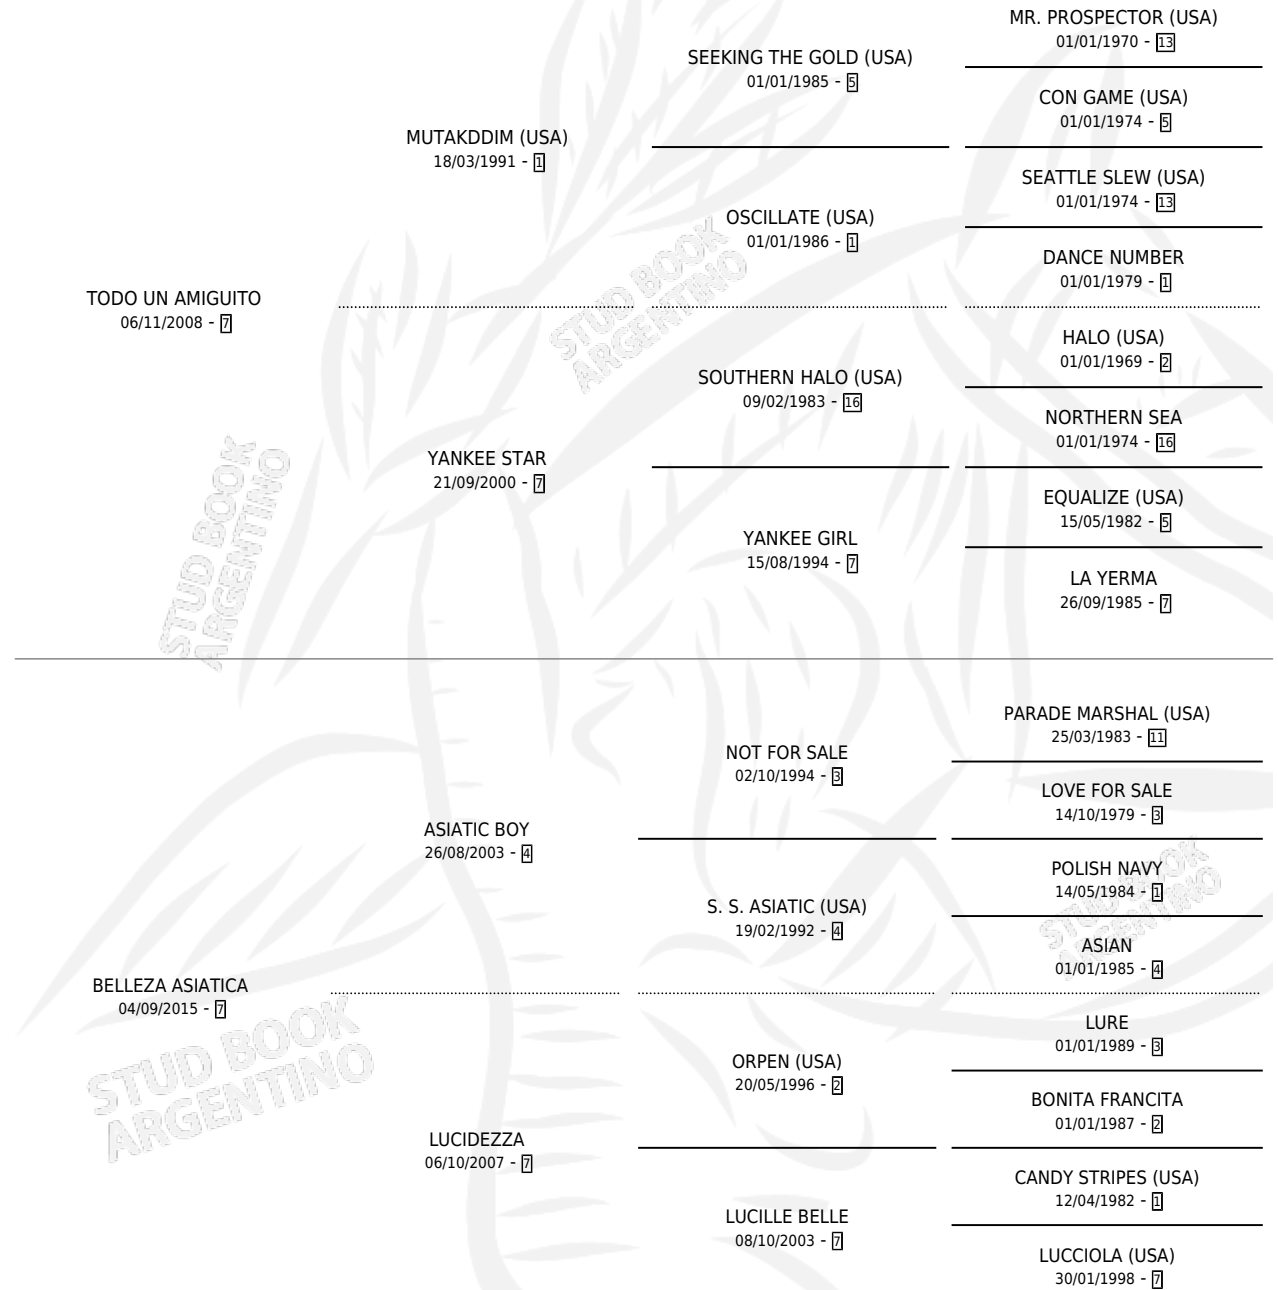 MR. PROSPECTOR (USA)
01/01/1970 - 13
SEEKING THE GOLD (USA)
01/01/1985 - 5
CON GAME (USA)
01/01/1974 - 5
MUTAKDDIM (USA)
18/03/1991 - 1
SEATTLE SLEW (USA)
01/01/1974 - 13
OSCILLATE (USA)
01/01/1986 - 1
DANCE NUMBER
01/01/1979 - 1
TODO UN AMIGUITO
06/11/2008 - 7
HALO (USA)
01/01/1969 - 2
SOUTHERN HALO (USA)
09/02/1983 - 16
NORTHERN SEA
01/01/1974 - 16
YANKEE STAR
21/09/2000 - 7
EQUALIZE (USA)
15/05/1982 - 5
YANKEE GIRL
15/08/1994 - 7
LA YERMA
26/09/1985 - 7
STUD BOOK
ARGENTINO
STUD BOOK
ARGENTINO
PARADE MARSHAL (USA)
25/03/1983 - 11
NOT FOR SALE
02/10/1994 - 3
LOVE FOR SALE
14/10/1979 - 3
ASIATIC BOY
26/08/2003 - 4
POLISH NAVY
14/05/1984 - 1
S. S. ASIATIC (USA)
19/02/1992 - 4
ASIAN
01/01/1985 - 4
BELLEZA ASIATICA
04/09/2015 - 7
LURE
01/01/1989 - 3
ORPEN (USA)
20/05/1996 - 2
BONITA FRANCITA
01/01/1987 - 2
LUCIDEZZA
06/10/2007 - 7
CANDY STRIPES (USA)
12/04/1982 - 1
LUCILLE BELLE
08/10/2003 - 7
LUCCIOLA (USA)
30/01/1998 - 7
STUD BOOK
ARGENTINO
STUD BOOK
ARGENTINO